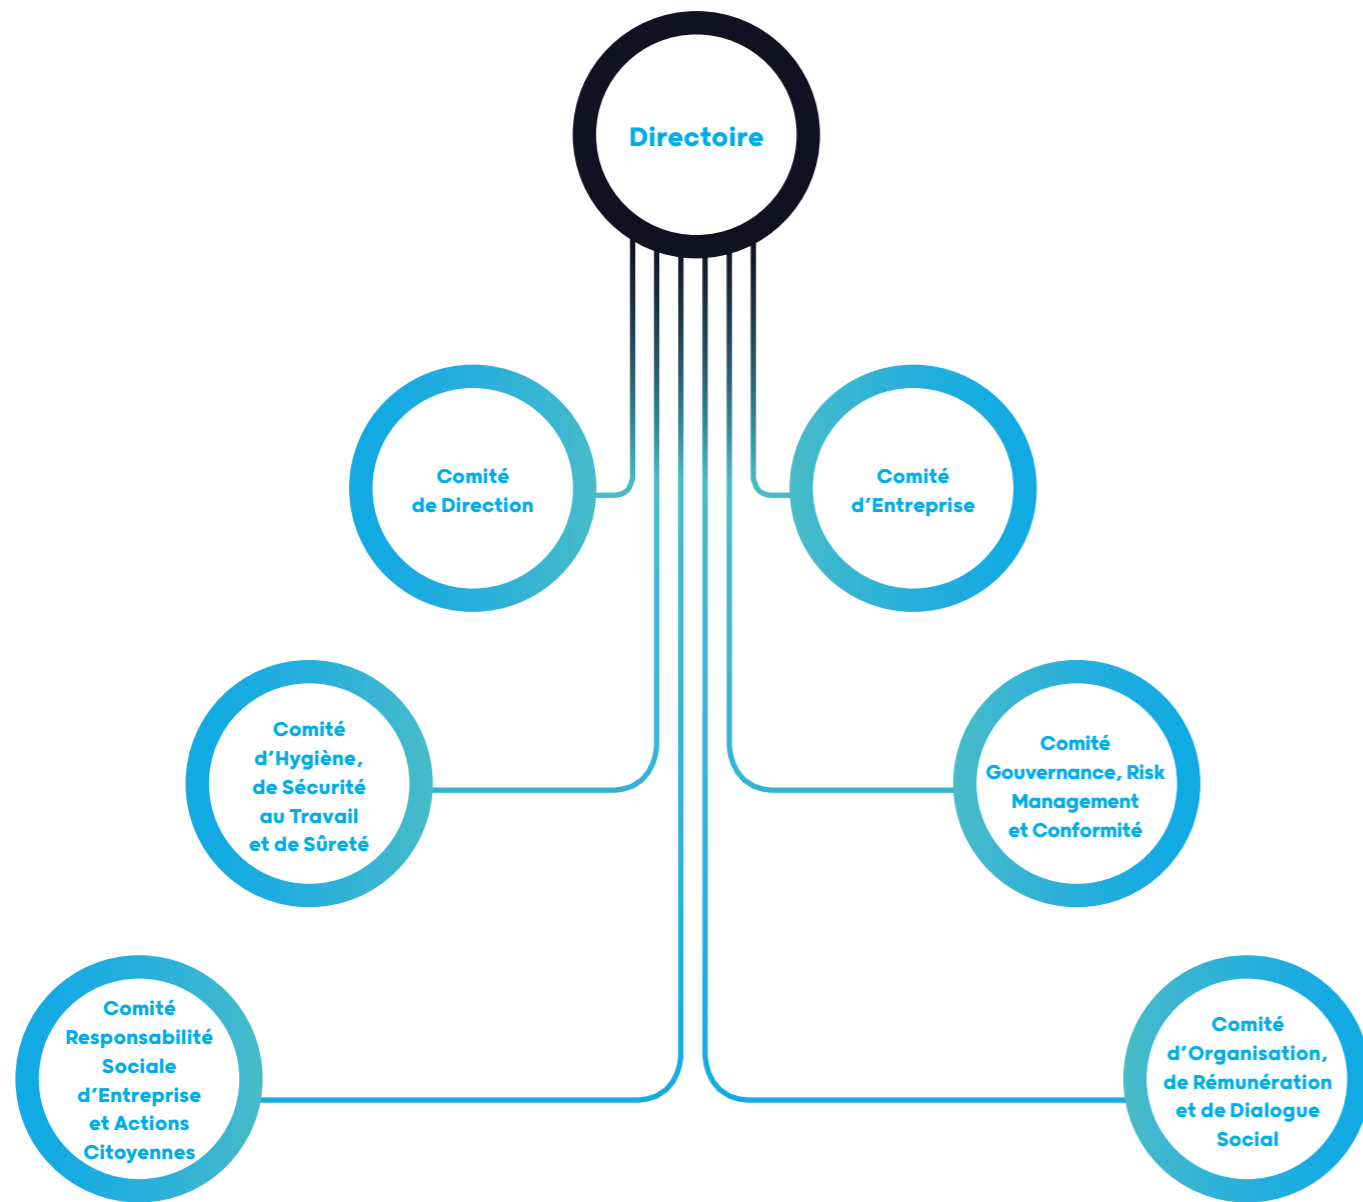 Directoire
Comité
de Direction
Comité
d’Entreprise
Comité
d’Hygiène,
de Sécurité
au Travail
et de Sûreté
Comité
Gouvernance, Risk
Management
et Conformité
Comité
Responsabilité
Sociale
d’Entreprise
et Actions
Citoyennes
Comité
d’Organisation,
de Rémunération
et de Dialogue
Social